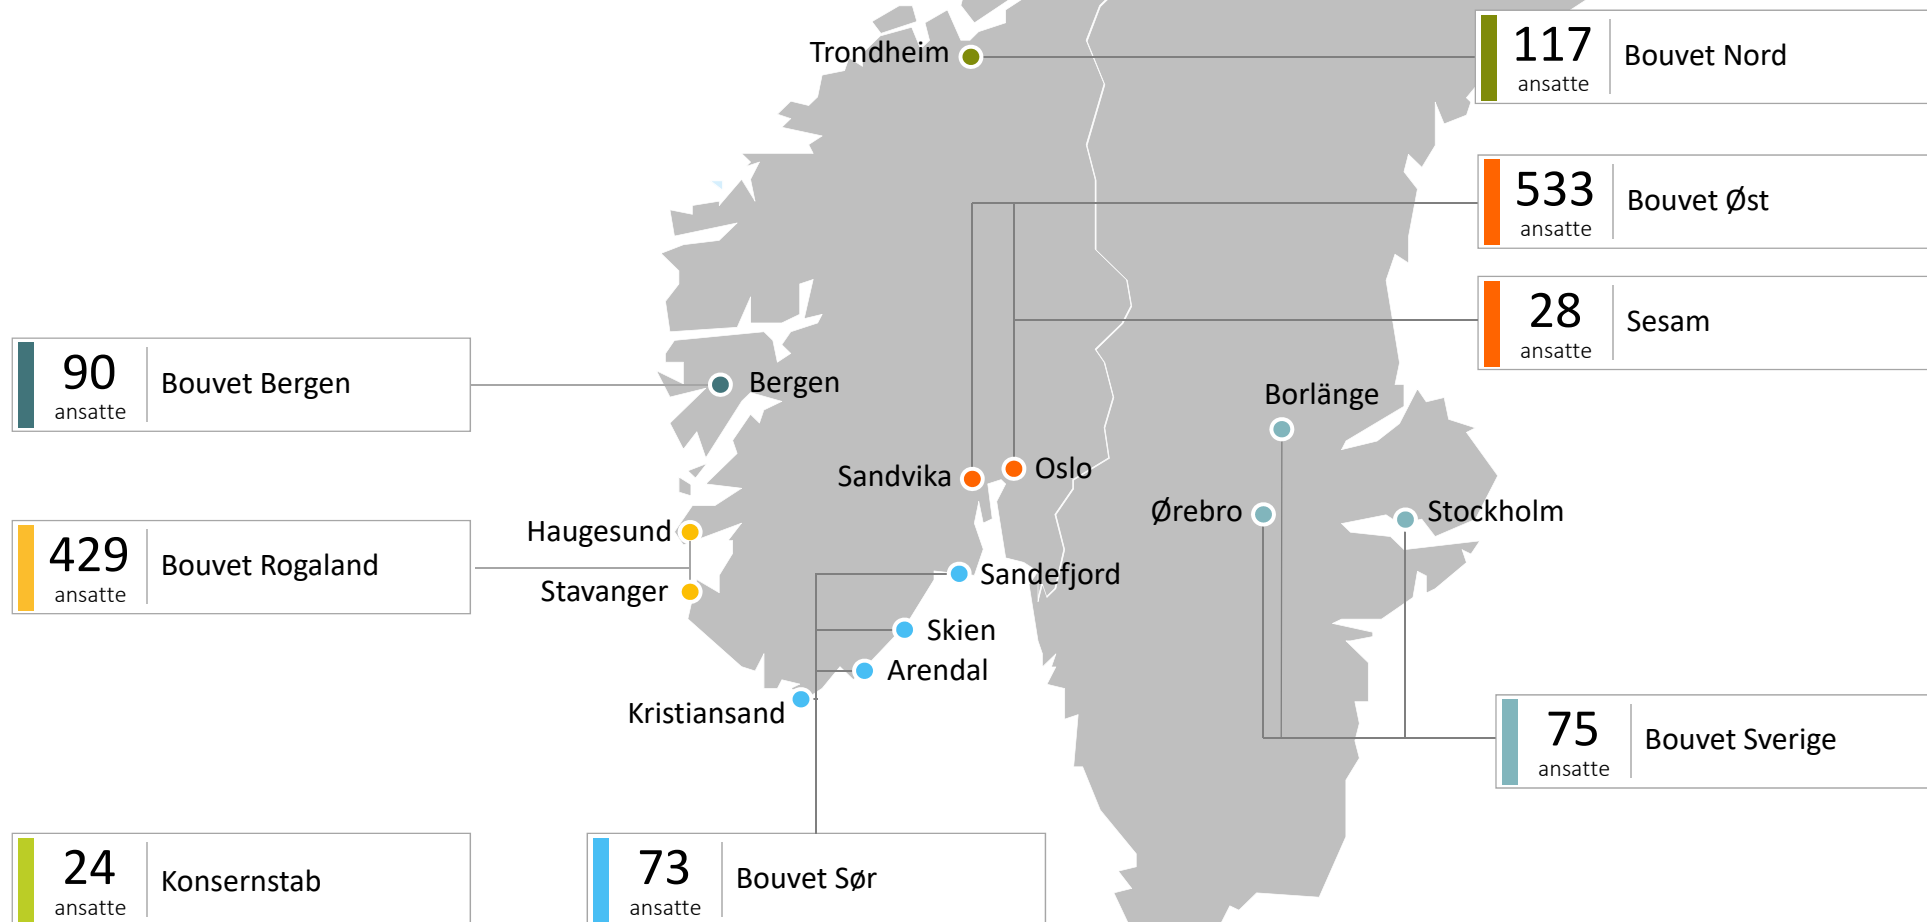 Trondheim
117
ansatte
Bouvet Nord
533
ansatte
Bouvet Øst
28
ansatte
Sesam
90
ansatte
Bouvet Bergen
Bergen
Borlänge
Sandvika
Oslo
Ørebro
Stockholm
429
ansatte
Bouvet Rogaland
Haugesund
Stavanger
Sandefjord
Skien
Arendal
Kristiansand
75
ansatte
Bouvet Sverige
24
ansatte
Konsernstab
73
ansatte
Bouvet Sør